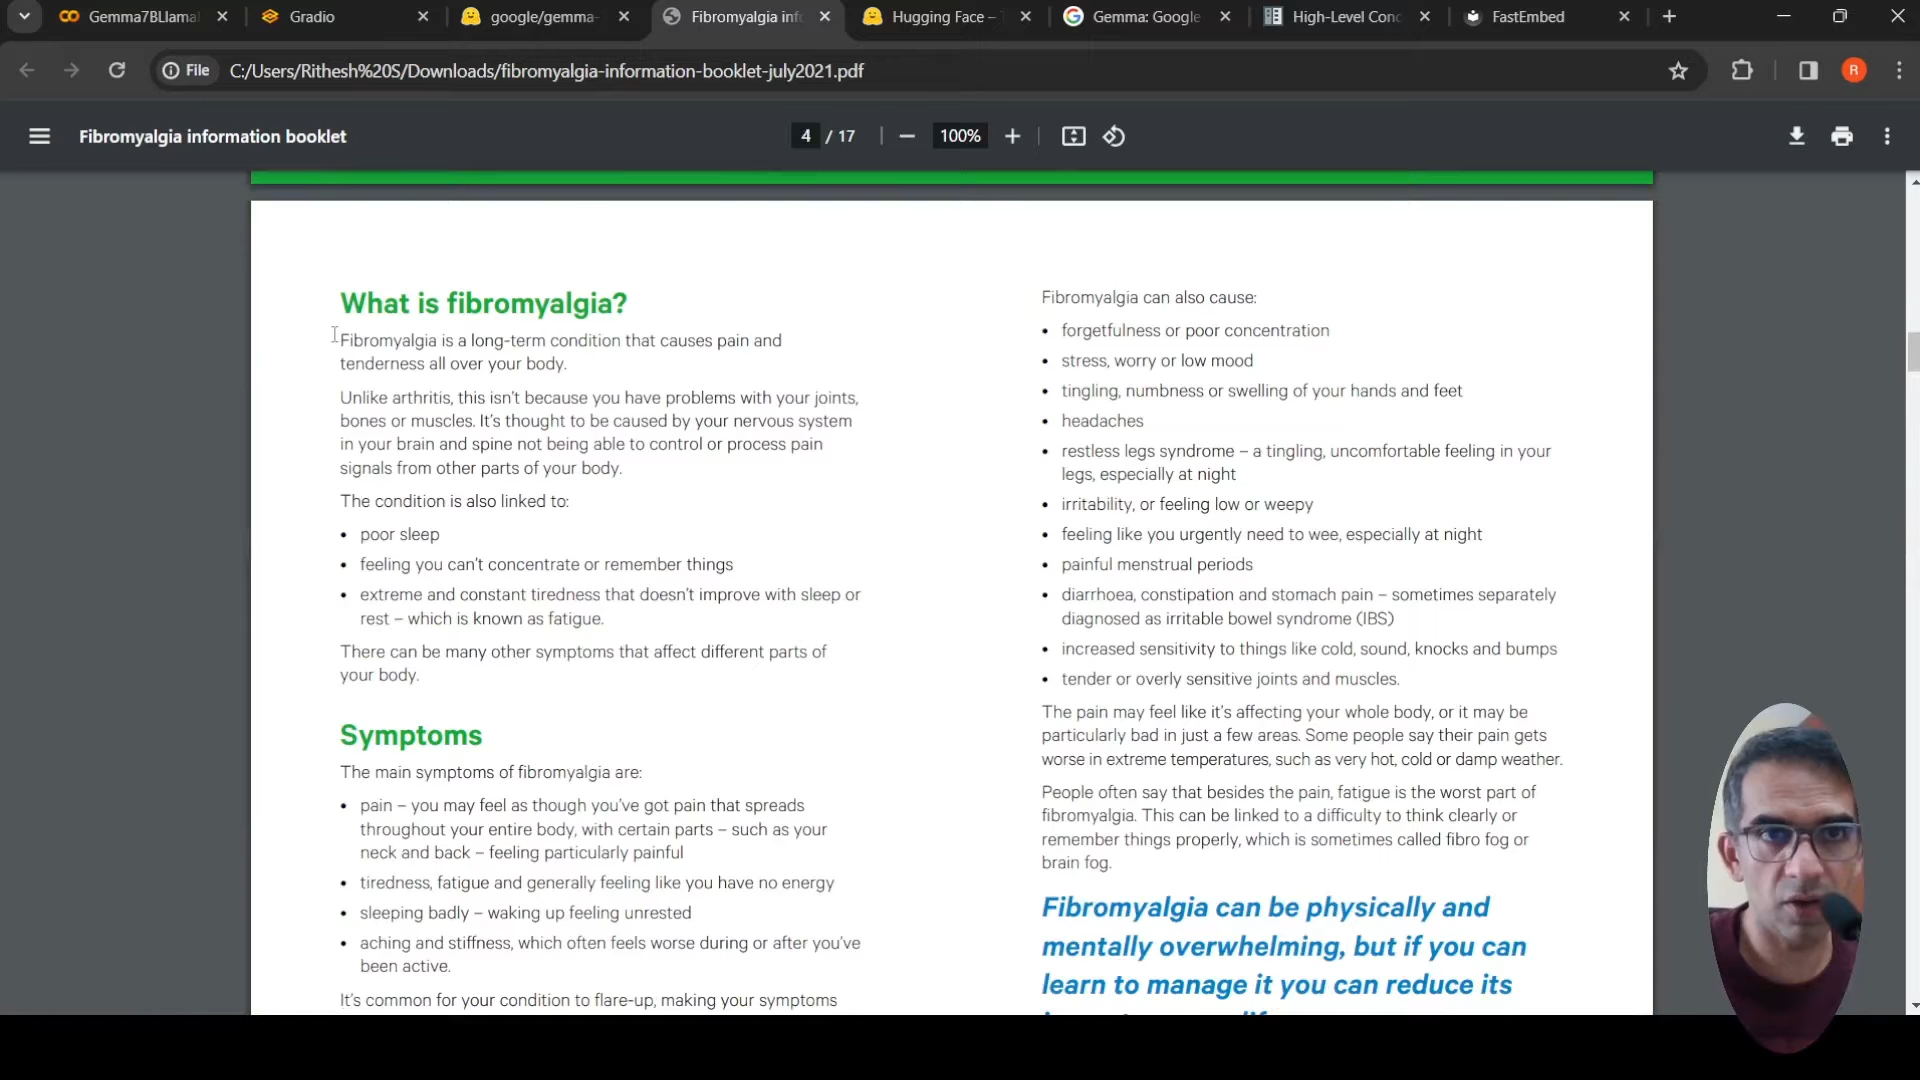 Gemma7BLlama
Gradio
google/gemma-
Fibromyalgia inf
Hugging Face –
Gemma: Google
High-Level Conc
FastEmbed
File
C:/Users/Rithesh%20S/Downloads/fibromyalgia-information-booklet-july2021.pdf
R
Fibromyalgia information booklet
4 / 17
100%
What is fibromyalgia?
Fibromyalgia is a long-term condition that causes pain and
tenderness all over your body.
Unlike arthritis, this isn't because you have problems with your joints,
bones or muscles. It's thought to be caused by your nervous system
in your brain and spine not being able to control or process pain
signals from other parts of your body.
The condition is also linked to:
• poor sleep
• feeling you can't concentrate or remember things
• extreme and constant tiredness that doesn't improve with sleep or
rest – which is known as fatigue.
There can be many other symptoms that affect different parts of
your body.
Symptoms
The main symptoms of fibromyalgia are:
• pain – you may feel as though you've got pain that spreads
throughout your entire body, with certain parts – such as your
neck and back – feeling particularly painful
• tiredness, fatigue and generally feeling like you have no energy
• sleeping badly – waking up feeling unrested
• aching and stiffness, which often feels worse during or after you've
been active.
It's common for your condition to flare-up, making your symptoms
Fibromyalgia can also cause:
• forgetfulness or poor concentration
• stress, worry or low mood
• tingling, numbness or swelling of your hands and feet
• headaches
• restless legs syndrome – a tingling, uncomfortable feeling in your
legs, especially at night
• irritability, or feeling low or weepy
• feeling like you urgently need to wee, especially at night
• painful menstrual periods
• diarrhoea, constipation and stomach pain – sometimes separately
diagnosed as irritable bowel syndrome (IBS)
• increased sensitivity to things like cold, sound, knocks and bumps
• tender or overly sensitive joints and muscles.
The pain may feel like it's affecting your whole body, or it may be
particularly bad in just a few areas. Some people say their pain gets
worse in extreme temperatures, such as very hot, cold or damp weather.
People often say that besides the pain, fatigue is the worst part of
fibromyalgia. This can be linked to a difficulty to think clearly or
remember things properly, which is sometimes called fibro fog or
brain fog.
Fibromyalgia can be physically and
mentally overwhelming, but if you can
learn to manage it you can reduce its